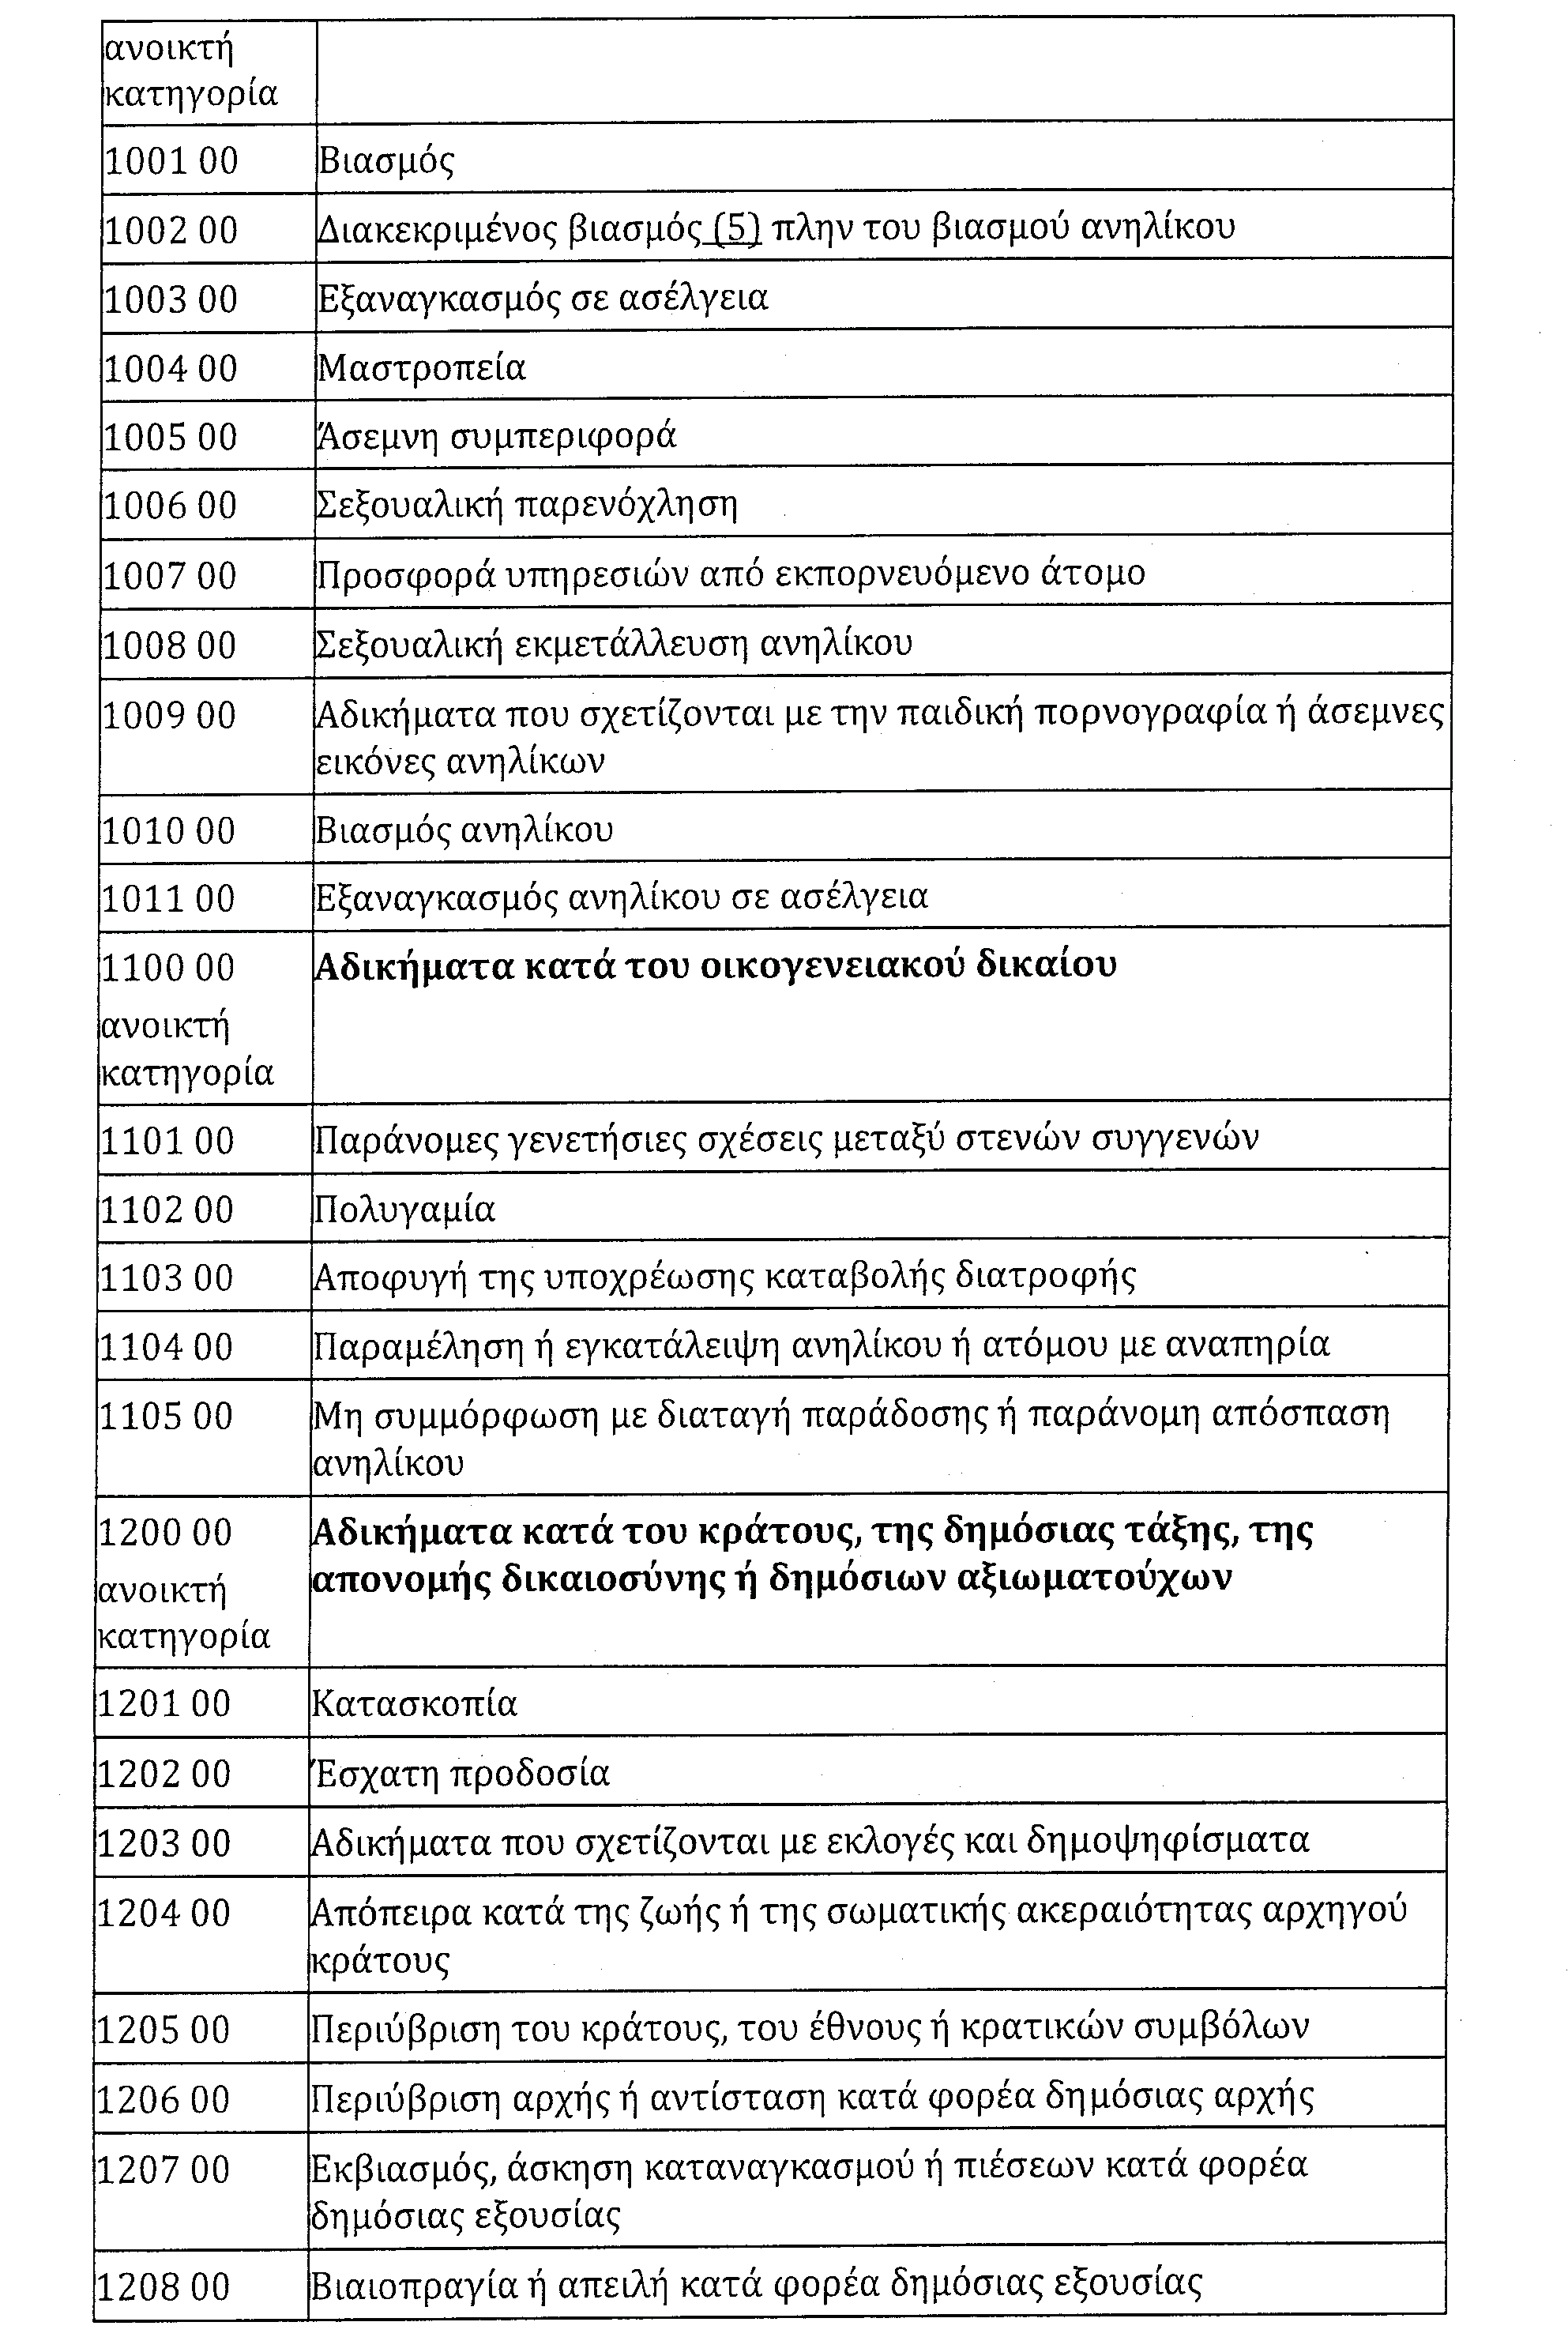 ανοικτή
κατηγορία
1001 00 Βιασμός
1002 00 Διακεκριμένος βιασμός (5) πλην του βιασμού ανηλίκου
1003 00 Εξαναγκασμός σε ασέλγεια
1004 00 Μαστροπεία
1005 00 Άσεμνη συμπεριφορά
1006 00 Σεξουαλική παρενόχληση
1007 00 Προσφορά υπηρεσιών από εκπορνευόμενο άτομο
1008 00 Σεξουαλική εκμετάλλευση ανηλίκου
1009 00 Αδικήματα που σχετίζονται με την παιδική πορνογραφία ή άσεμνες
εικόνες ανηλίκων
1010 00 Βιασμός ανηλίκου
1011 00 Εξαναγκασμός ανηλίκου σε ασέλγεια
1100 00 Αδικήματα κατά του οικογενειακού δικαίου
ανοικτή
κατηγορία
1101 00 Παράνομες γενετήσιες σχέσεις μεταξύ στενών συγγενών
1102 00 Πολυγαμία
1103 00 Αποφυγή της υποχρέωσης καταβολής διατροφής
1104 00 Παραμέληση ή εγκατάλειψη ανηλίκου ή ατόμου με αναπηρία
1105 00 Μη συμμόρφωση με διαταγή παράδοσης ή παράνομη απόσπαση
ανηλίκου
1200 00 Αδικήματα κατά του κράτους, της δημόσιας τάξης, της
ανοικτή απονομής δικαιοσύνης ή δημόσιων αξιωματούχων
κατηγορία
1201 00 Κατασκοπία
1202 00 Έσχατη προδοσία
1203 00 Αδικήματα που σχετίζονται με εκλογές και δημοψηφίσματα
1204 00 Απόπειρα κατά της ζωής ή της σωματικής ακεραιότητας αρχηγού
κράτους
1205 00 Περιύβριση του κράτους, του έθνους ή κρατικών συμβόλων
1206 00 Περιύβριση αρχής ή αντίσταση κατά φορέα δημόσιας αρχής
1207 00 Εκβιασμός, άσκηση καταναγκασμού ή πιέσεων κατά φορέα
δημόσιας εξουσίας
1208 00 Βιαιοπραγία ή απειλή κατά φορέα δημόσιας εξουσίας